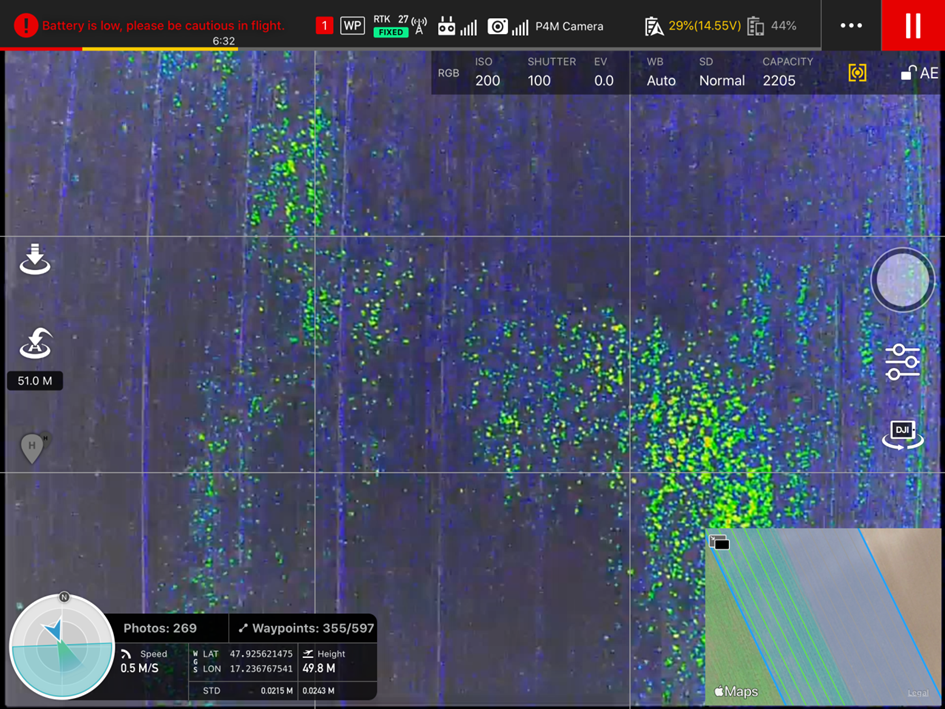 Battery is low, please be cautious in flight.
6:32
1
WP
RTK 27
FIXED
A
P4M Camera
29%(14.55V)
44%
RGB
ISO
200
SHUTTER
100
EV
0.0
WB
Auto
SD
Normal
CAPACITY
2205
AE
A
51.0 M
H
DJI
N
Photos: 269
Waypoints: 355/597
Speed
0.5 M/S
WGS
LAT 47.925621475
LON 17.236767541
Height
49.8 M
STD 0.0215 M 0.0243 M
Maps
Legal